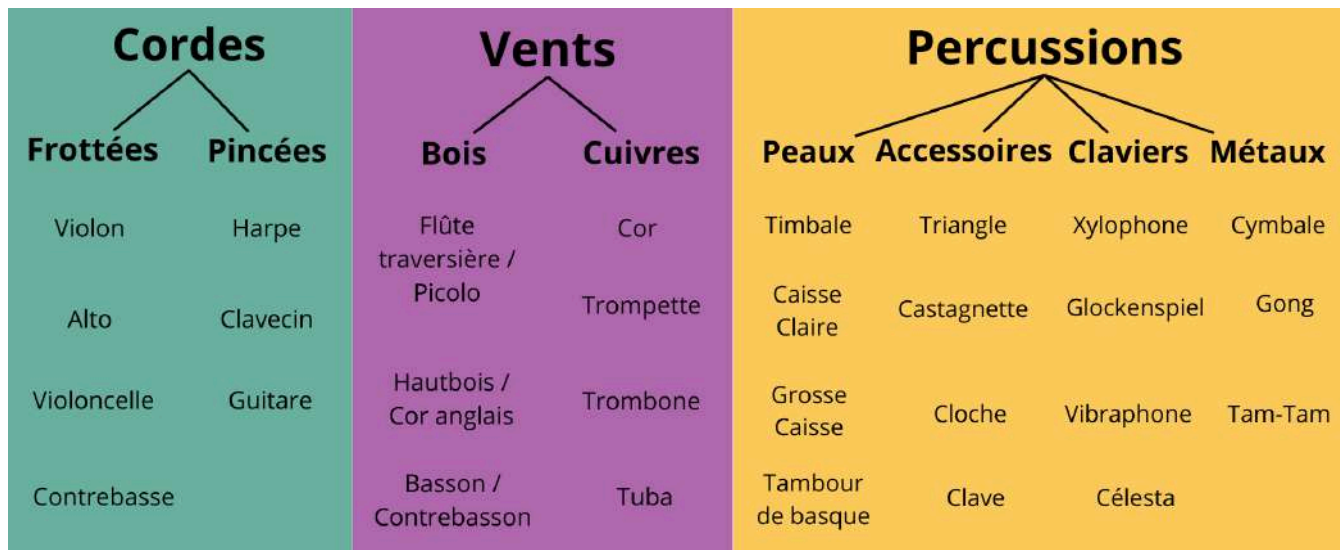 Cordes
Frottées
Pincées
Violon
Harpe
Alto
Clavecin
Violoncelle
Guitare
Contrebasse
Vents
Bois
Cuivres
Flûte
traversière /
Picolo
Cor
Trompette
Hautbois /
Cor anglais
Trombone
Basson /
Contrebasson
Tuba
Percussions
Peaux
Accessoires
Claviers
Métaux
Timbale
Triangle
Xylophone
Cymbale
Caisse
Claire
Castagnette
Glockenspiel
Gong
Grosse
Caisse
Cloche
Vibraphone
Tam-Tam
Tambour
de basque
Clave
Célesta